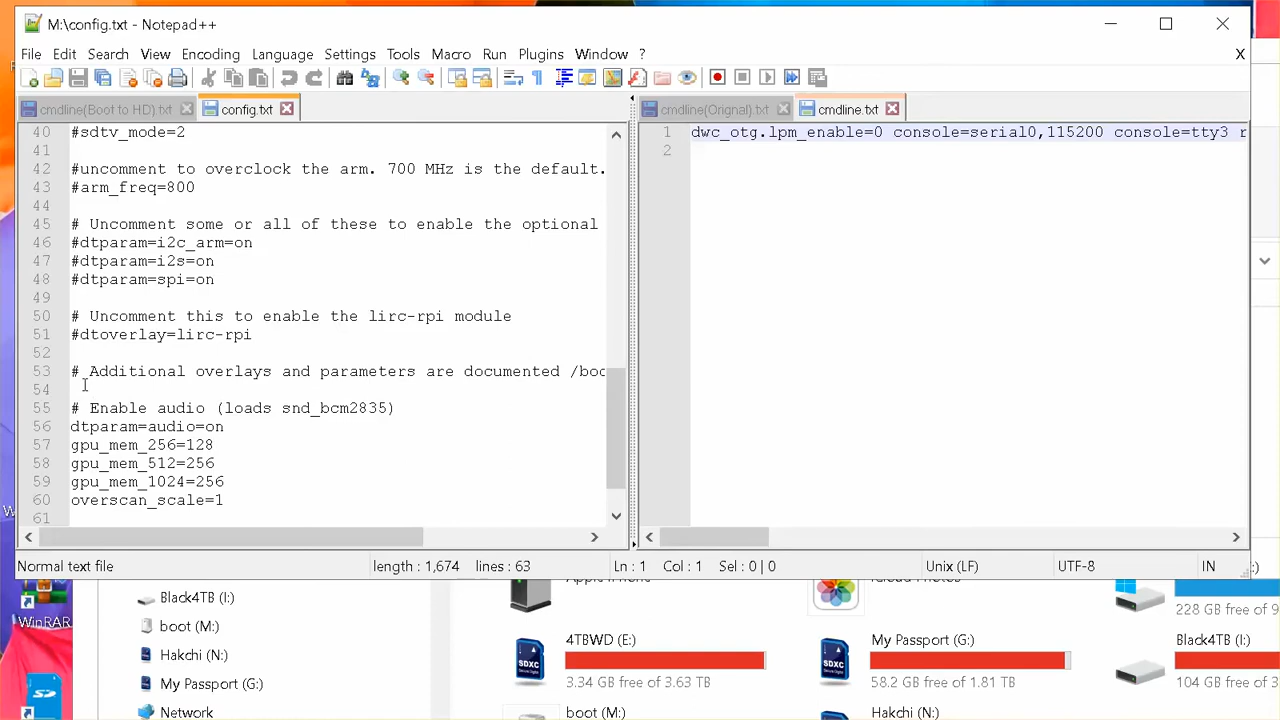 M:\config.txt - Notepad++
File Edit Search View Encoding Language Settings Tools Macro Run Plugins Window ? X
cmdline(Boot to HD).txt config.txt cmdline(Orignal).txt cmdline.txt
40 #sdtv_mode=2
41
42 #uncomment to overclock the arm. 700 MHz is the default.
43 #arm_freq=800
44
45 # Uncomment some or all of these to enable the optional
46 #dtparam=i2c_arm=on
47 #dtparam=i2s=on
48 #dtparam=spi=on
49
50 # Uncomment this to enable the lirc-rpi module
51 #dtoverlay=lirc-rpi
52
53 # Additional overlays and parameters are documented /boo
54
55 # Enable audio (loads snd_bcm2835)
56 dtparam=audio=on
57 gpu_mem_256=128
58 gpu_mem_512=256
59 gpu_mem_1024=256
60 overscan_scale=1
61
1 dwc_otg.lpm_enable=0 console=serial0,115200 console=tty3 r
2
Normal text file length : 1,674 lines : 63 Ln : 1 Col : 1 Sel : 0 | 0 Unix (LF) UTF-8 IN
WinRAR
Black4TB (I:)
boot (M:)
Hakchi (N:)
My Passport (G:)
Network
4TBWD (E:)
3.34 GB free of 3.63 TB
boot (M:)
My Passport (G:)
58.2 GB free of 1.81 TB
Hakchi (N:)
228 GB free of 9
Black4TB (I:)
104 GB free of 3